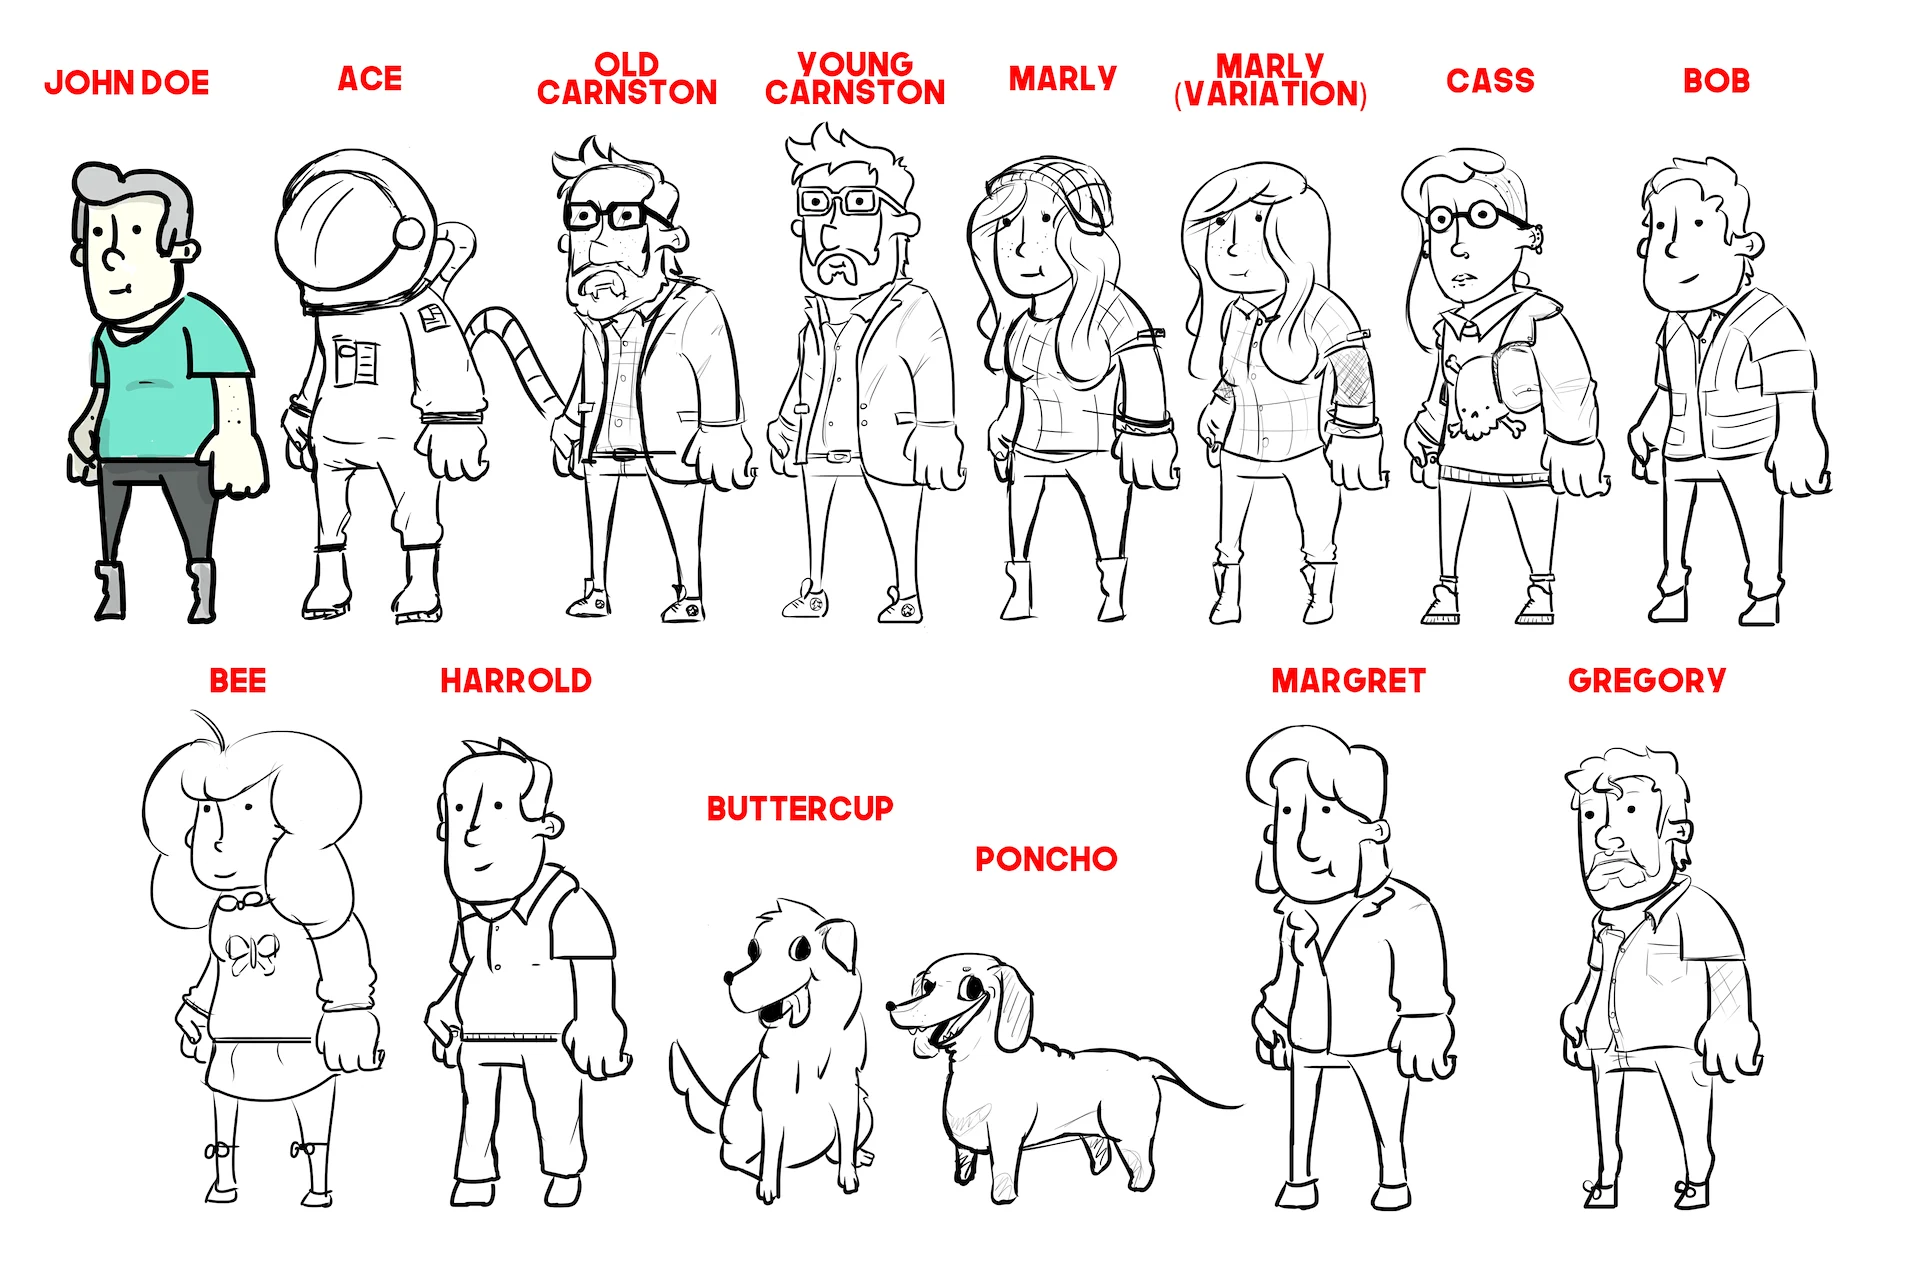 JOHN DOE
ACE
OLD
CARNSTON
YOUNG
CARNSTON
MARLY
MARLY
(VARIATION)
CASS
BOB
BEE
HARROLD
BUTTERCUP
PONCHO
MARGRET
GREGORY